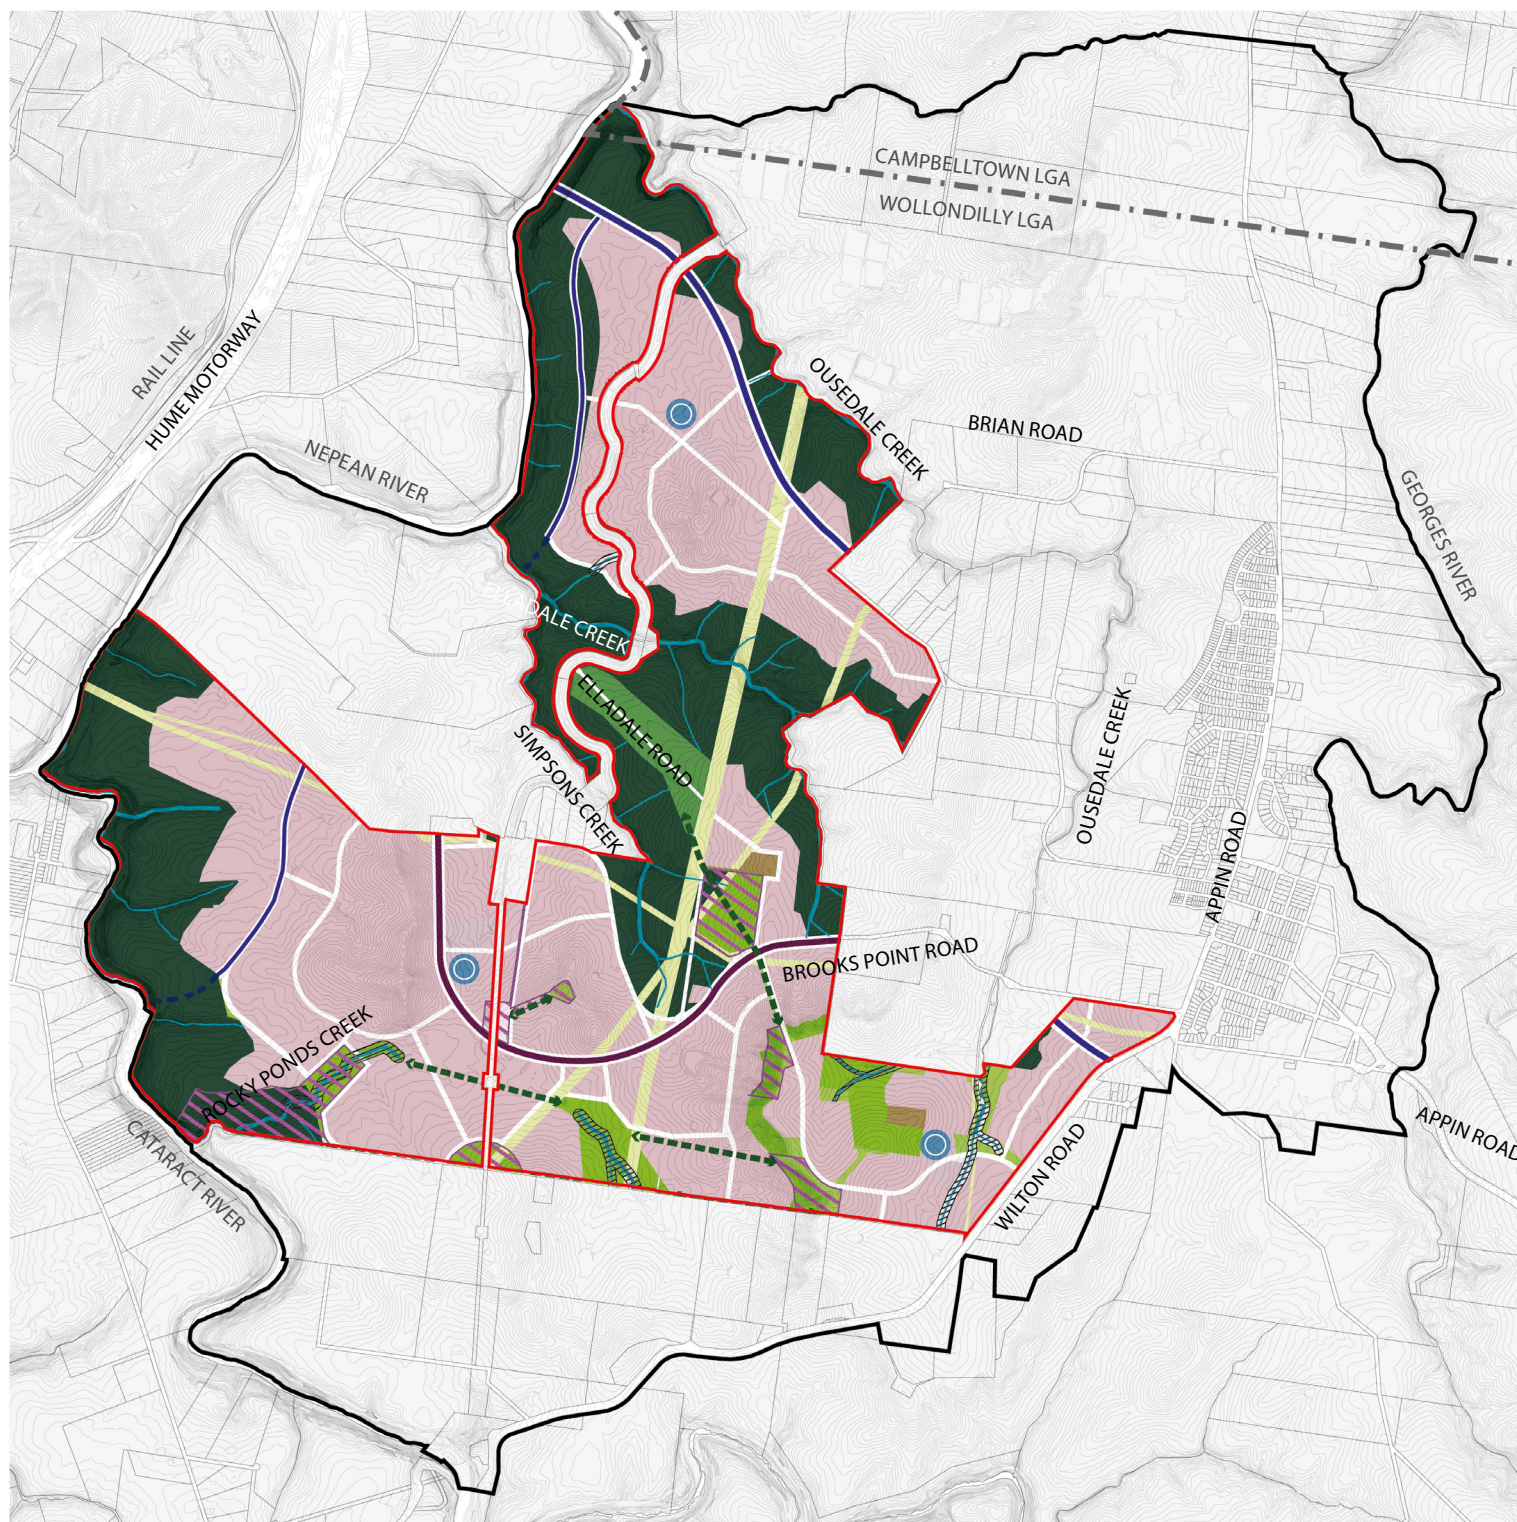 CAMPBELLTOWN LGA
WOLLONDILLY LGA
RAIL LINE
HUME MOTORWAY
NEPEAN RIVER
OUSEDALE CREEK
BRIAN ROAD
GEORGES RIVER
ELLADALE CREEK
ELLADALE ROAD
SIMPSONS CREEK
OUSEDALE CREEK
APPIN ROAD
BROOKS POINT ROAD
ROCKY PONDS CREEK
CATARACT RIVER
WILTON ROAD
APPIN ROAD